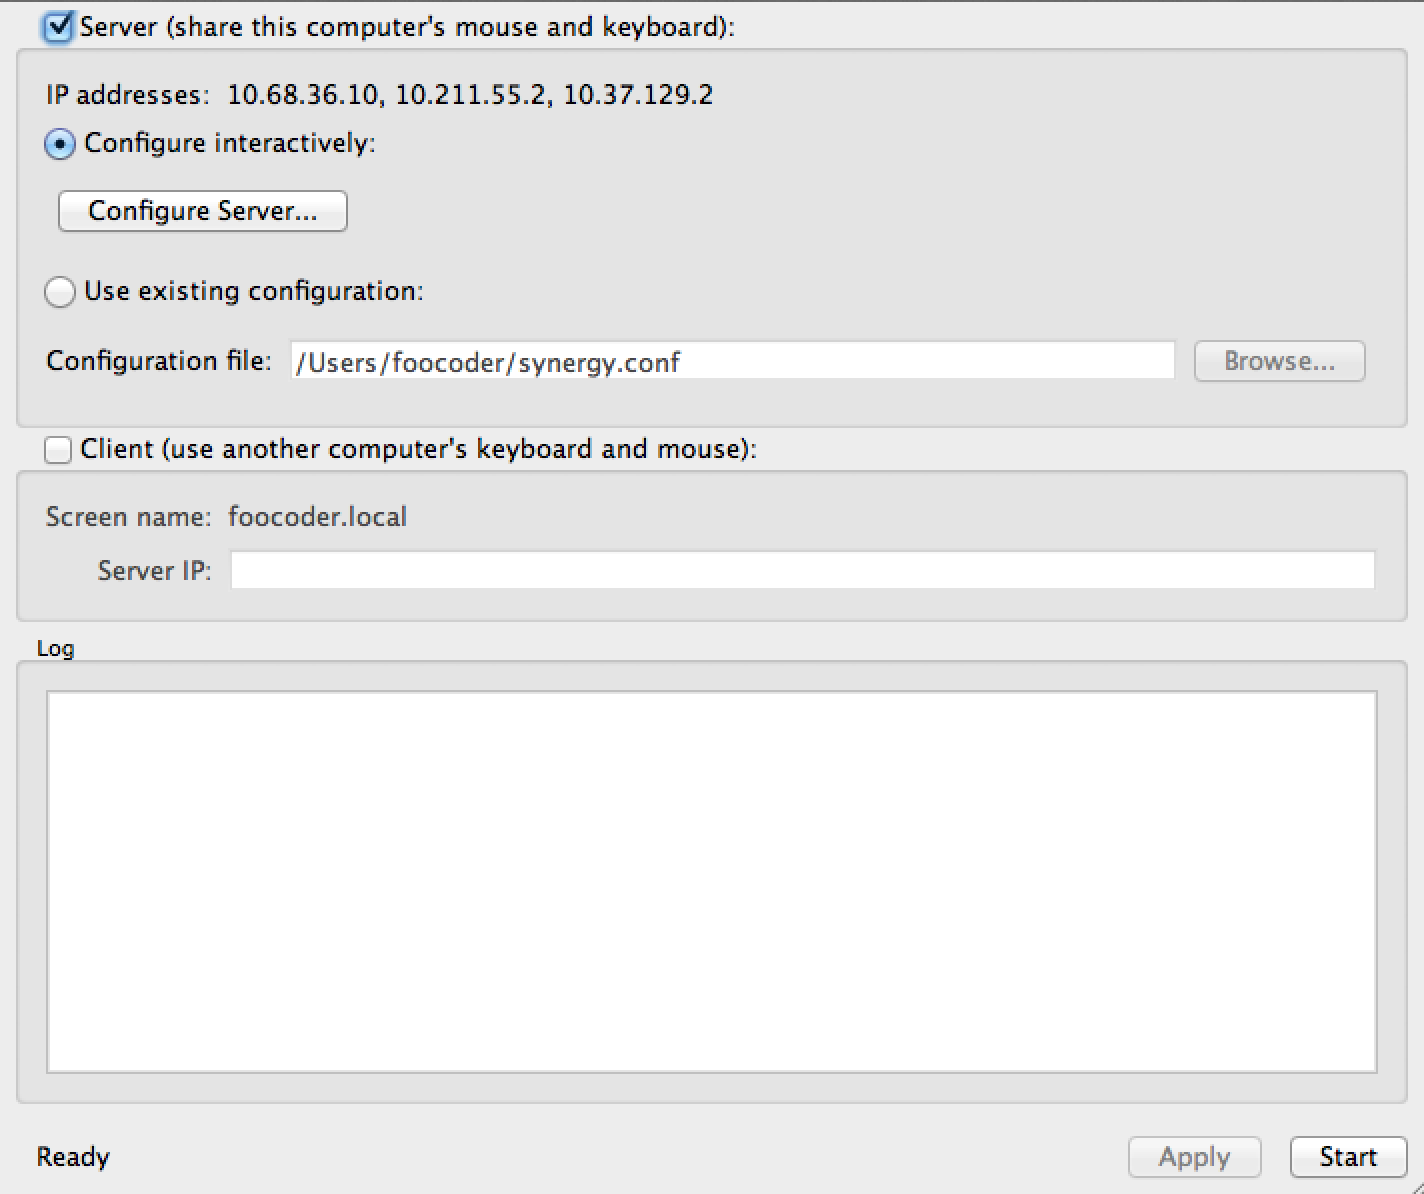 Server (share this computer's mouse and keyboard):
IP addresses: 10.68.36.10, 10.211.55.2, 10.37.129.2
Configure interactively:
Configure Server...
Use existing configuration:
Configuration file: /Users/foocoder/synergy.conf Browse...
Client (use another computer's keyboard and mouse):
Screen name: foocoder.local
Server IP:
Log
Ready Apply Start